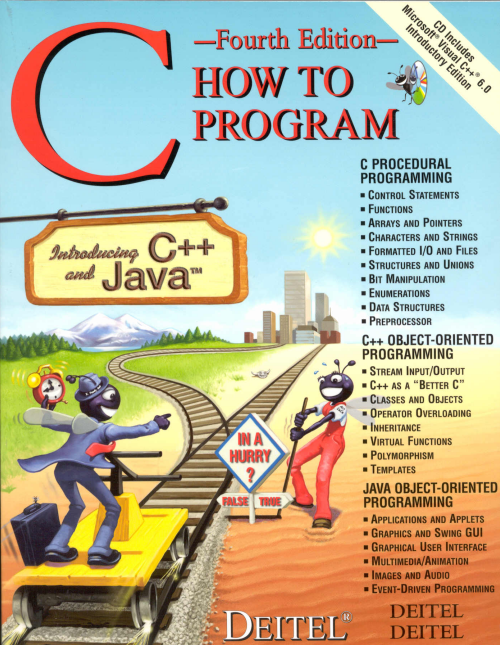 —Fourth Edition—
C HOW TO
PROGRAM
CD Includes
Microsoft® Visual C++® 6.0
Introductory Edition
C PROCEDURAL
PROGRAMMING
▪ CONTROL STATEMENTS
▪ FUNCTIONS
▪ ARRAYS AND POINTERS
▪ CHARACTERS AND STRINGS
▪ FORMATTED I/O AND FILES
▪ STRUCTURES AND UNIONS
▪ BIT MANIPULATION
▪ ENUMERATIONS
▪ DATA STRUCTURES
▪ PREPROCESSOR
Introducing C++
and Java™
C++ OBJECT-ORIENTED
PROGRAMMING
▪ STREAM INPUT/OUTPUT
▪ C++ AS A "BETTER C"
▪ CLASSES AND OBJECTS
▪ OPERATOR OVERLOADING
▪ INHERITANCE
▪ VIRTUAL FUNCTIONS
▪ POLYMORPHISM
▪ TEMPLATES
IN A
HURRY
?
FALSE TRUE
JAVA OBJECT-ORIENTED
PROGRAMMING
▪ APPLICATIONS AND APPLETS
▪ GRAPHICS AND SWING GUI
▪ GRAPHICAL USER INTERFACE
▪ MULTIMEDIA/ANIMATION
▪ IMAGES AND AUDIO
▪ EVENT-DRIVEN PROGRAMMING
DEITEL®
DEITEL
DEITEL